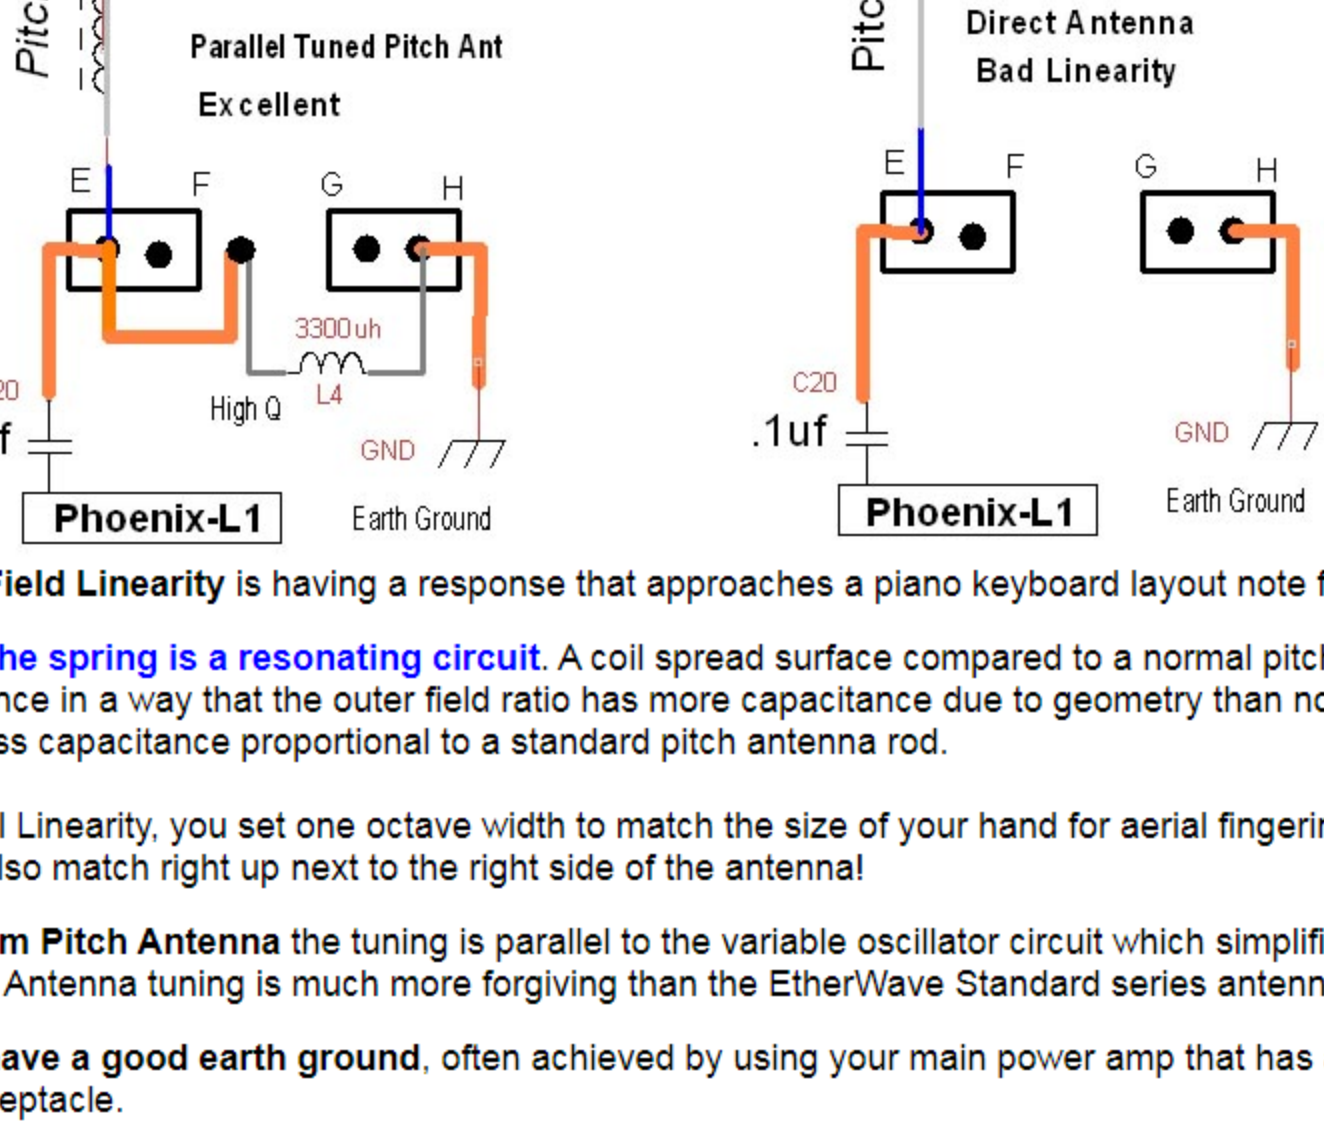 Pitc
Parallel Tuned Pitch Ant
Excellent
E
F
G
H
3300uh
L4
High Q
20
f
GND
Phoenix-L1
Earth Ground
Pitc
Direct Antenna
Bad Linearity
E
F
G
H
C20
.1uf
GND
Phoenix-L1
Earth Ground
ield Linearity is having a response that approaches a piano keyboard layout note f
he spring is a resonating circuit. A coil spread surface compared to a normal pitch
nce in a way that the outer field ratio has more capacitance due to geometry than no
ss capacitance proportional to a standard pitch antenna rod.
l Linearity, you set one octave width to match the size of your hand for aerial fingerin
lso match right up next to the right side of the antenna!
m Pitch Antenna the tuning is parallel to the variable oscillator circuit which simplifi
Antenna tuning is much more forgiving than the EtherWave Standard series antenn
ave a good earth ground, often achieved by using your main power amp that has
eptacle.